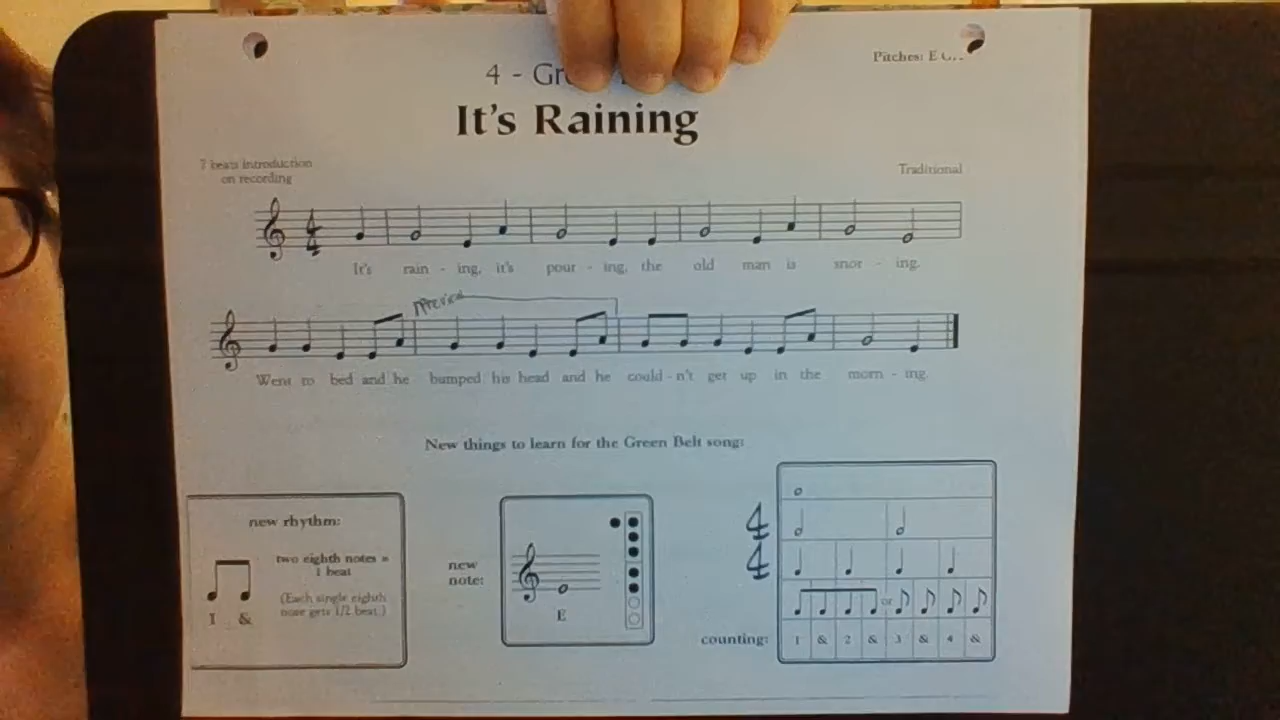 4 - Gr
Pitches: E G
It's Raining
beats introduction
on recording
Traditional
It's rain - ing, it's pour - ing, the old man is snor - ing.
Preview
Went to bed and he bumped his head and he could - n't get up in the morn - ing.
New things to learn for the Green Belt song:
new rhythm:
two eighth notes =
1 beat
(Each single eighth
note gets 1/2 beat.)
1 &
new
note:
E
4
4
or
counting: 1 & 2 & 3 & 4 &